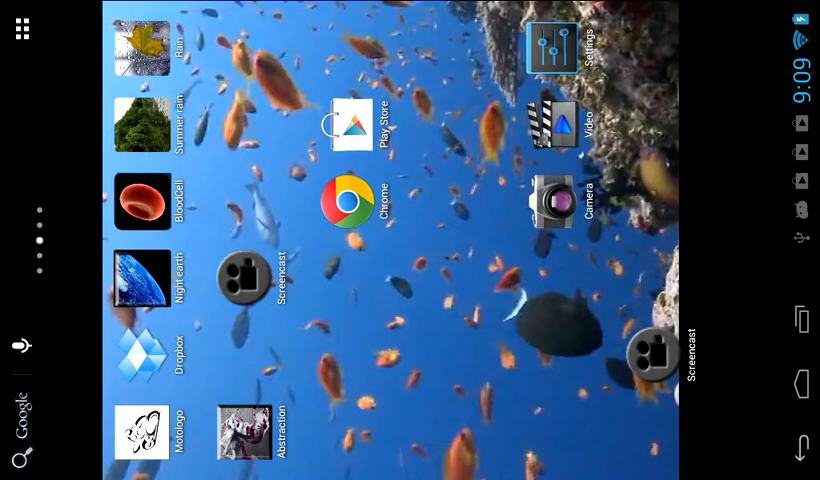 Google
Motologo
Dropbox
Night earth
BloodCell
Summer rain
Rain
Abstraction
Screencast
Chrome
Play Store
Camera
Video
Settings
Screencast
9:09